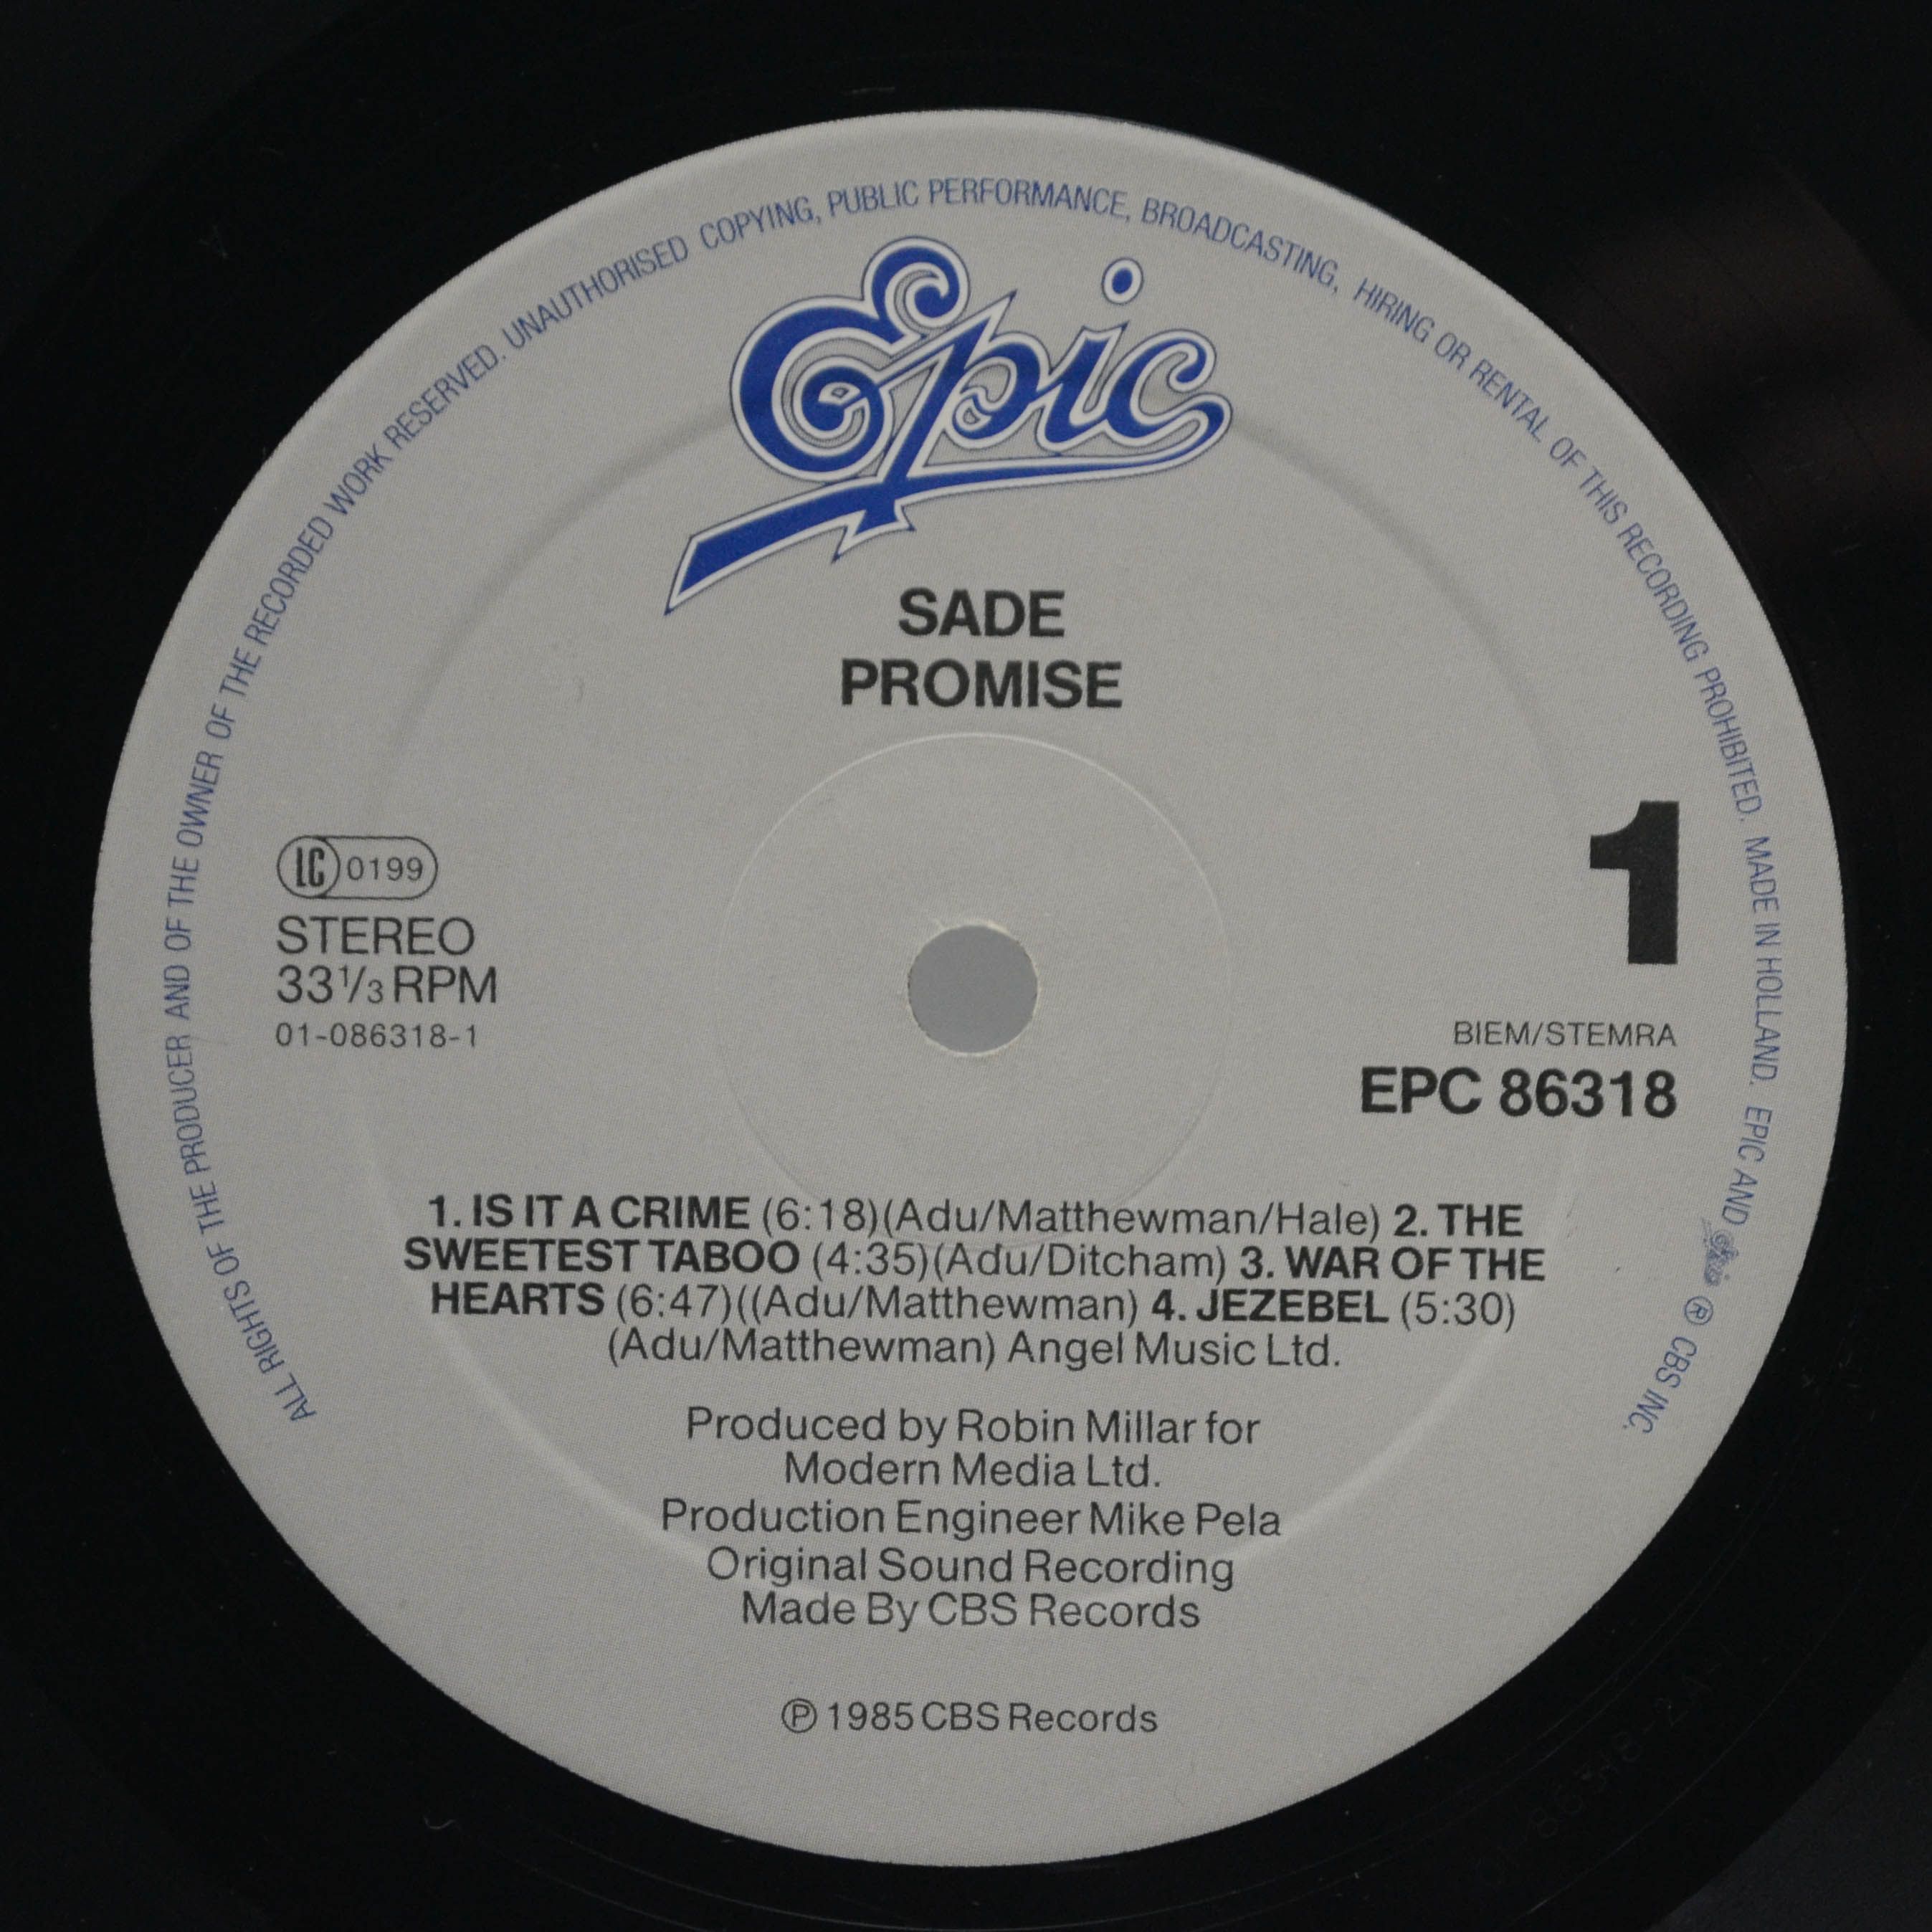 ALL RIGHTS OF THE PRODUCER AND OF THE OWNER OF THE RECORDED WORK RESERVED. UNAUTHORISED COPYING, PUBLIC PERFORMANCE, BROADCASTING, HIRING OR RENTAL OF THIS RECORDING PROHIBITED. MADE IN HOLLAND. EPIC AND Epic ® CBS INC.
Epic
SADE
PROMISE
1
LC 0199
STEREO
33 1/3 RPM
01-086318-1
BIEM/STEMRA
EPC 86318
1. IS IT A CRIME (6:18)(Adu/Matthewman/Hale) 2. THE
SWEETEST TABOO (4:35)(Adu/Ditcham) 3. WAR OF THE
HEARTS (6:47)((Adu/Matthewman) 4. JEZEBEL (5:30)
(Adu/Matthewman) Angel Music Ltd.
Produced by Robin Millar for
Modern Media Ltd.
Production Engineer Mike Pela
Original Sound Recording
Made By CBS Records
℗ 1985 CBS Records